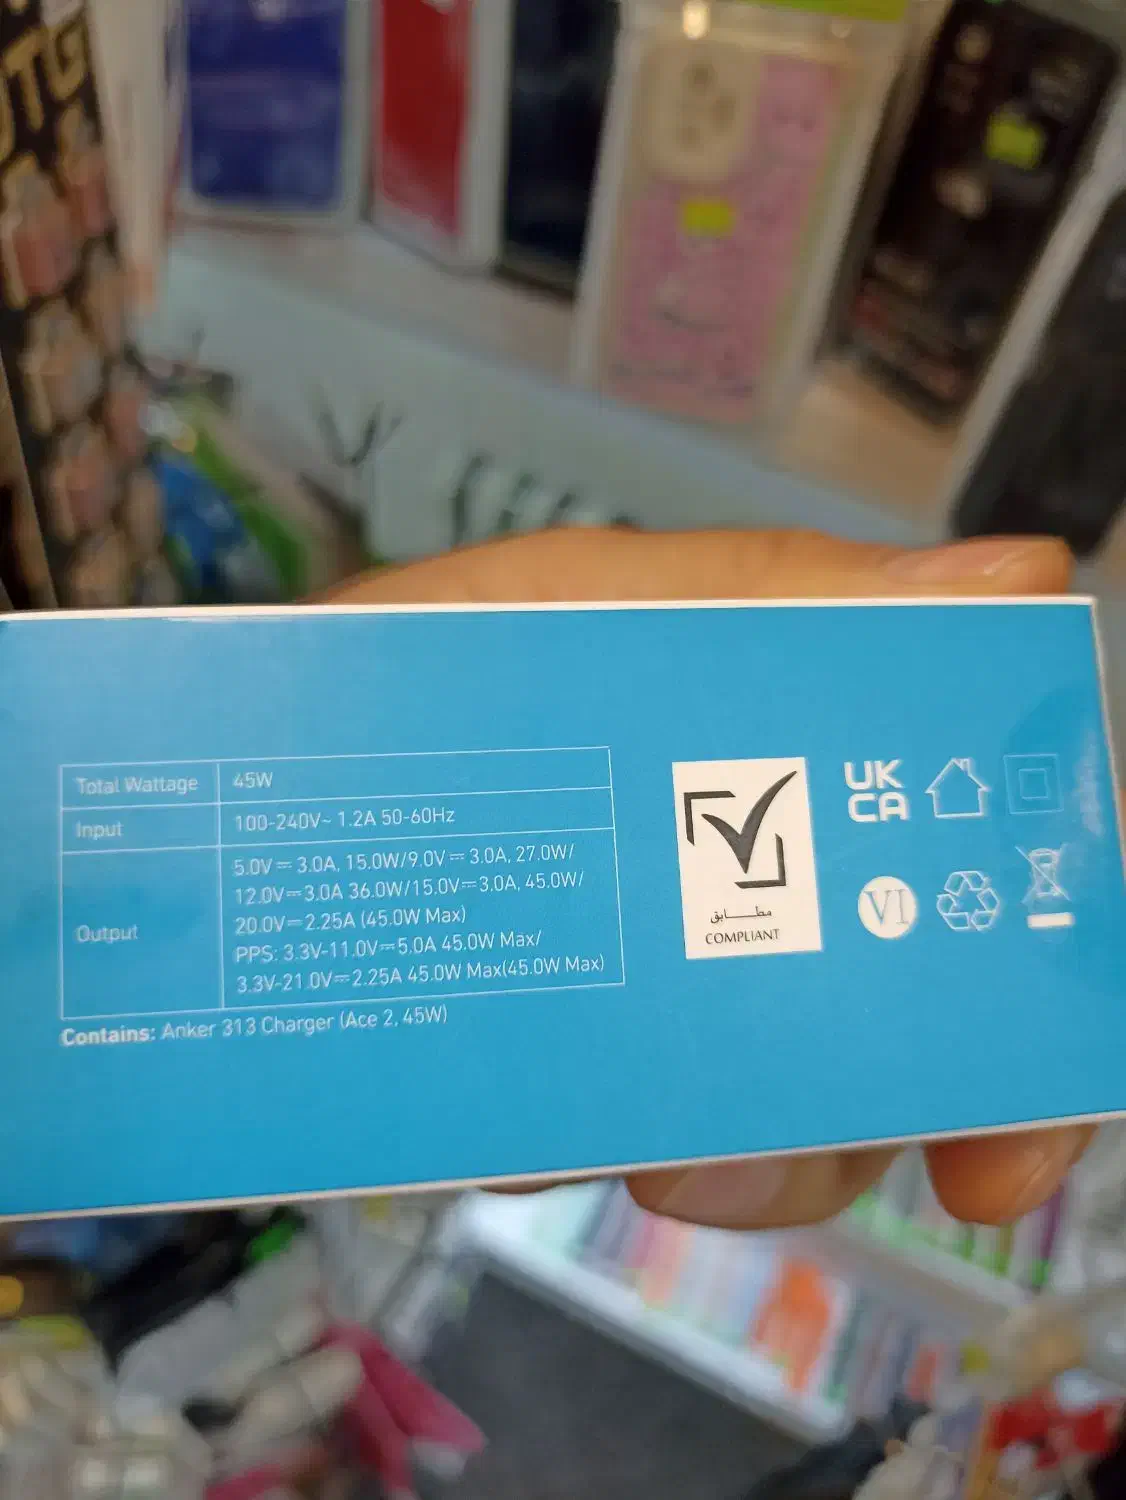 OTG
Total Wattage 45W
Input 100-240V~ 1.2A 50-60Hz
Output
5.0V⎓3.0A, 15.0W/9.0V⎓3.0A, 27.0W/
12.0V⎓3.0A 36.0W/15.0V⎓3.0A, 45.0W/
20.0V⎓2.25A (45.0W Max)
PPS: 3.3V-11.0V⎓5.0A 45.0W Max/
3.3V-21.0V⎓2.25A 45.0W Max(45.0W Max)
Contains: Anker 313 Charger (Ace 2, 45W)
مطابق
COMPLIANT
UK
CA
VI